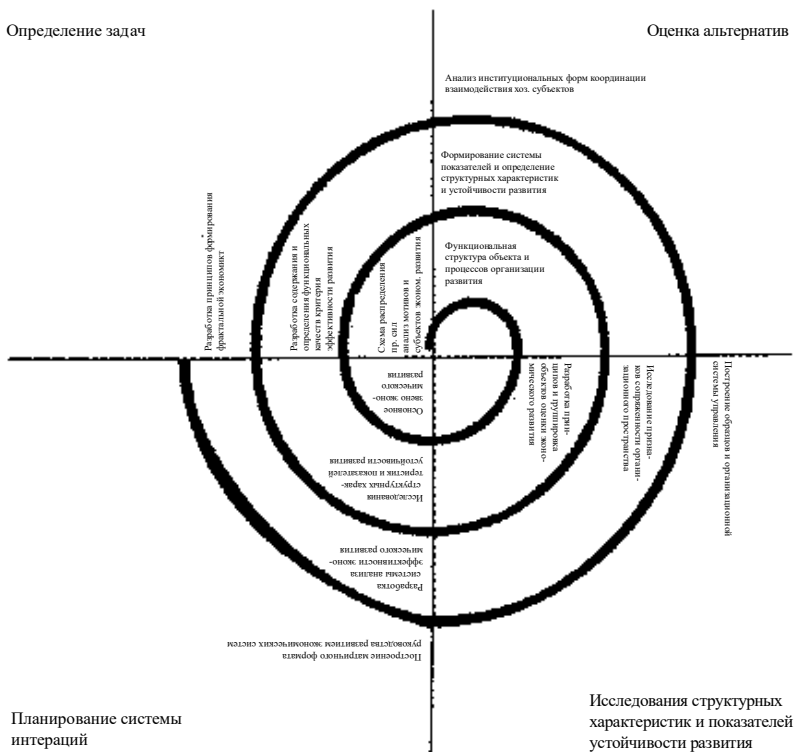 Определение задач
Оценка альтернатив
Анализ институциональных форм координации
взаимодействия хоз. субъектов
Формирование системы
показателей и определение
структурных характеристик
и устойчивости развития
Функциональная
структура объекта и
процессов организации
развития
Разработка принципов формирования
фрактальной экономикт
Разработка содержания и
определения функциональных
качеств критерия
эффективности развития
Схема распределения
пр. сил
анализ мотивов и
субъектов эконом. развития
Основное
звено эконо-
мического
развития
Разработка прин-
ципов и группировка
объектов оценки эконо-
мического развития
Исследование призна-
ков сопряженности органи-
зационного пространства
Построение образцов и организационной
системы управления
Исследования
структурных харак-
теристик и показателей
устойчивости развития
Разработка
системы анализа
эффективности эконо-
мического развития
Построение матричного формата
руководства развитием экономических систем
Планирование системы
интераций
Исследования структурных
характеристик и показателей
устойчивости развития